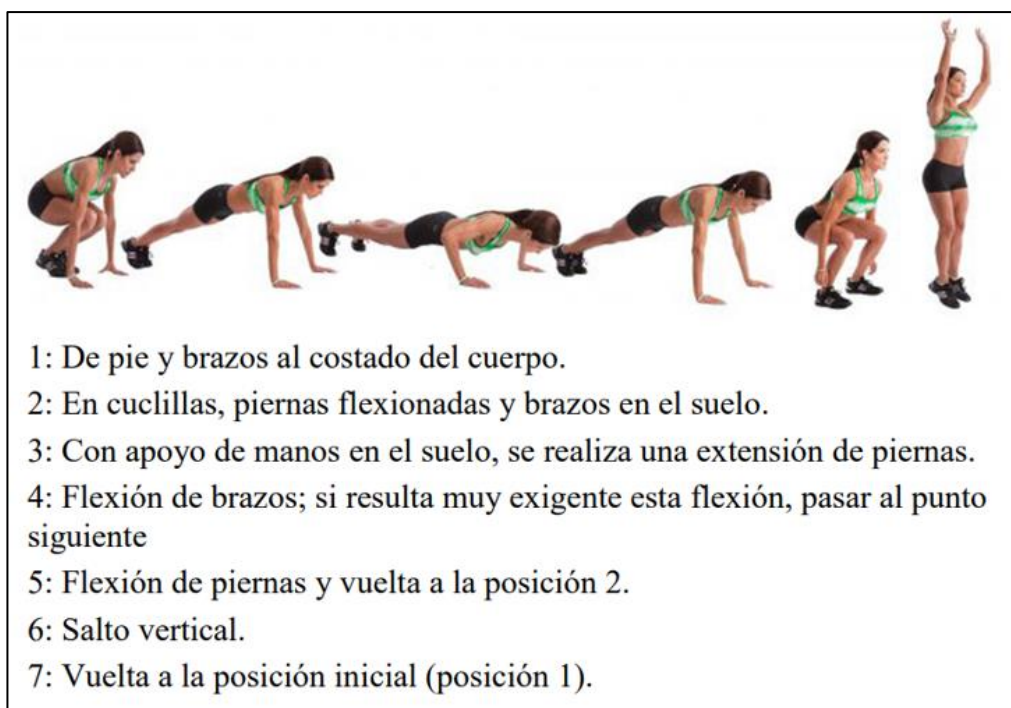 1: De pie y brazos al costado del cuerpo.
2: En cuclillas, piernas flexionadas y brazos en el suelo.
3: Con apoyo de manos en el suelo, se realiza una extensión de piernas.
4: Flexión de brazos; si resulta muy exigente esta flexión, pasar al punto
siguiente
5: Flexión de piernas y vuelta a la posición 2.
6: Salto vertical.
7: Vuelta a la posición inicial (posición 1).